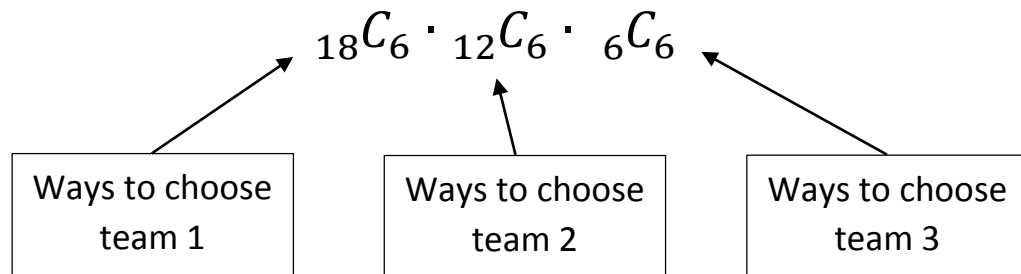 ₁₈C₆ · ₁₂C₆ · ₆C₆
Ways to choose
team 1
Ways to choose
team 2
Ways to choose
team 3